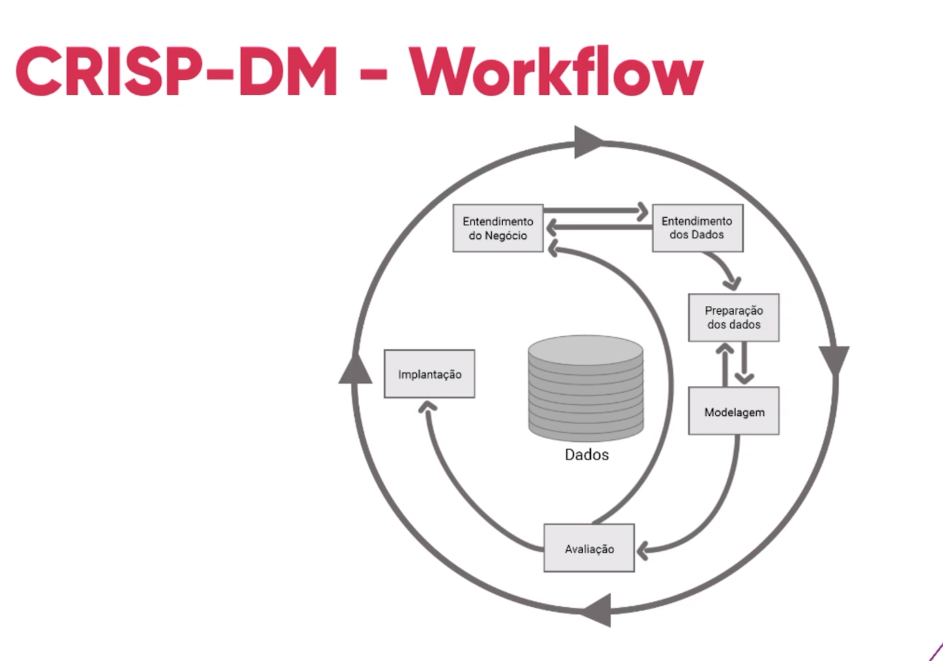 CRISP-DM - Workflow
Entendimento
do Negócio
Entendimento
dos Dados
Preparação
dos dados
Implantação
Modelagem
Dados
Avaliação